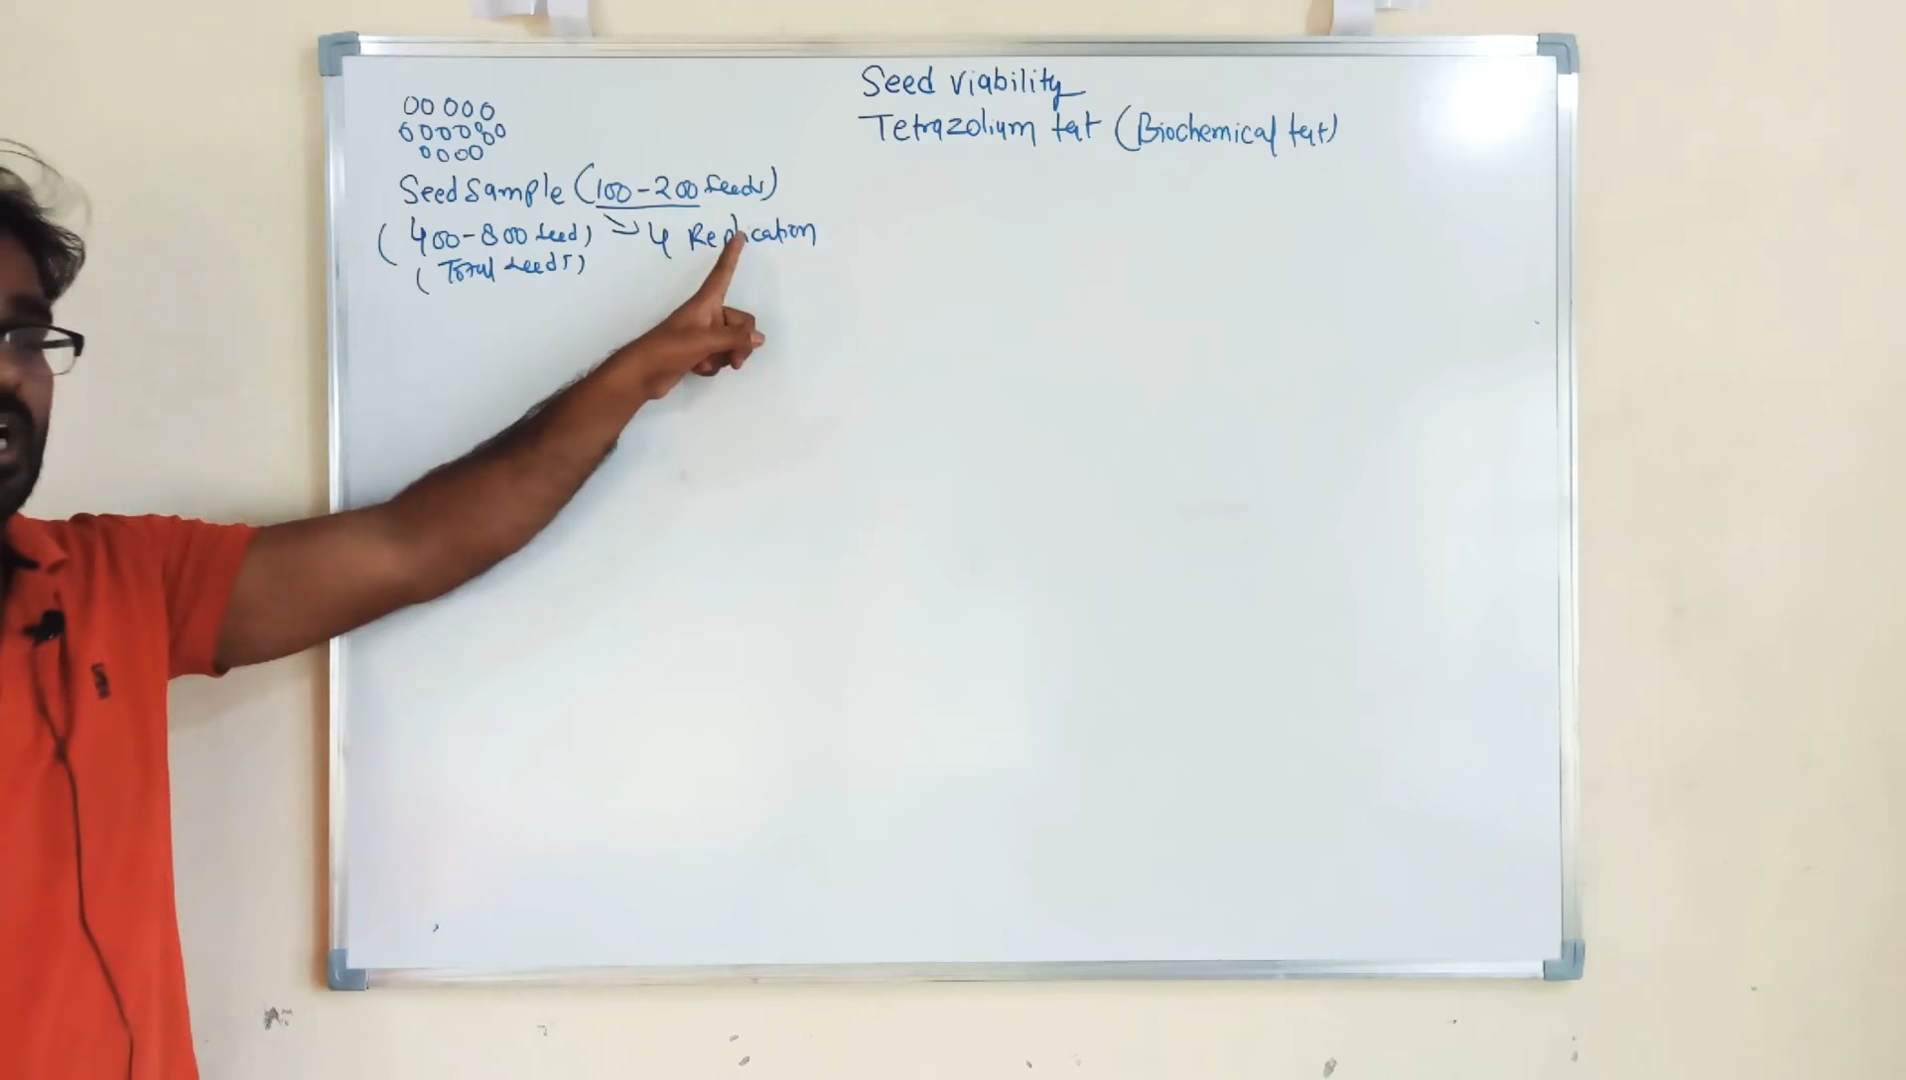 Seed viability
Tetrazolium test (Biochemical test)
Seed Sample (100-200 Seeds)
(400-800 Seed) 4 Replication
(Total Seeds)